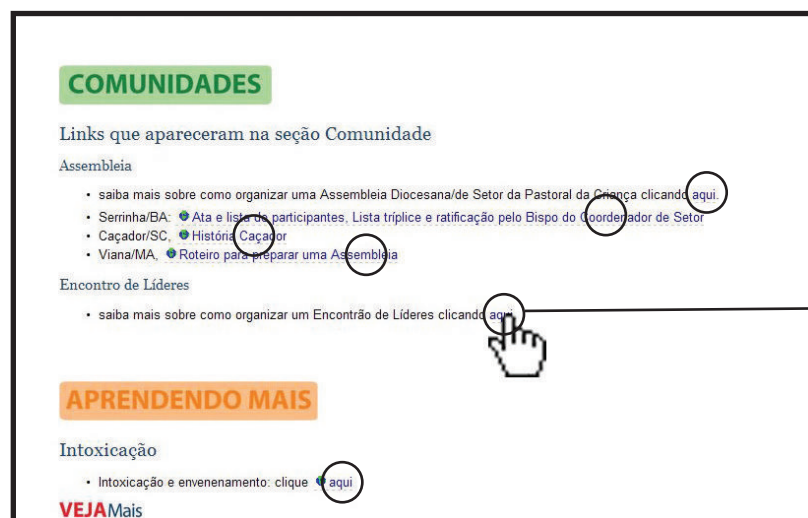 COMUNIDADES
Links que apareceram na seção Comunidade
Assembleia
• saiba mais sobre como organizar uma Assembleia Diocesana/de Setor da Pastoral da Criança clicando aqui.
• Serrinha/BA: Ata e lista de participantes, Lista tríplice e ratificação pelo Bispo do Coordenador de Setor
• Caçador/SC, História Caçador
• Viana/MA, Roteiro para preparar uma Assembléia
Encontro de Líderes
• saiba mais sobre como organizar um Encontrão de Líderes clicando aqui.
APRENDENDO MAIS
Intoxicação
• Intoxicação e envenenamento: clique aqui
VEJAMais